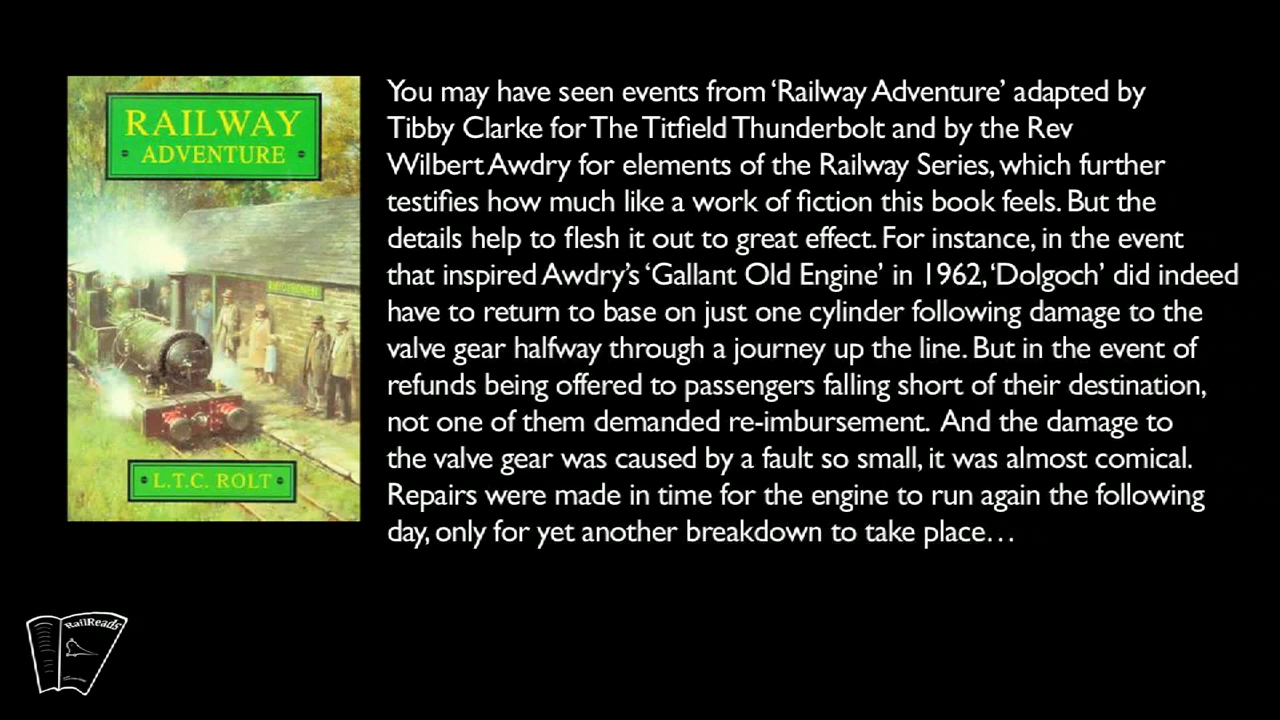 RAILWAY
ADVENTURE
L.T.C. ROLT
You may have seen events from ‘Railway Adventure’ adapted by
Tibby Clarke for The Titfield Thunderbolt and by the Rev
Wilbert Awdry for elements of the Railway Series, which further
testifies how much like a work of fiction this book feels. But the
details help to flesh it out to great effect. For instance, in the event
that inspired Awdry’s ‘Gallant Old Engine’ in 1962, ‘Dolgoch’ did indeed
have to return to base on just one cylinder following damage to the
valve gear halfway through a journey up the line. But in the event of
refunds being offered to passengers falling short of their destination,
not one of them demanded re-imbursement. And the damage to
the valve gear was caused by a fault so small, it was almost comical.
Repairs were made in time for the engine to run again the following
day, only for yet another breakdown to take place…
RailReads